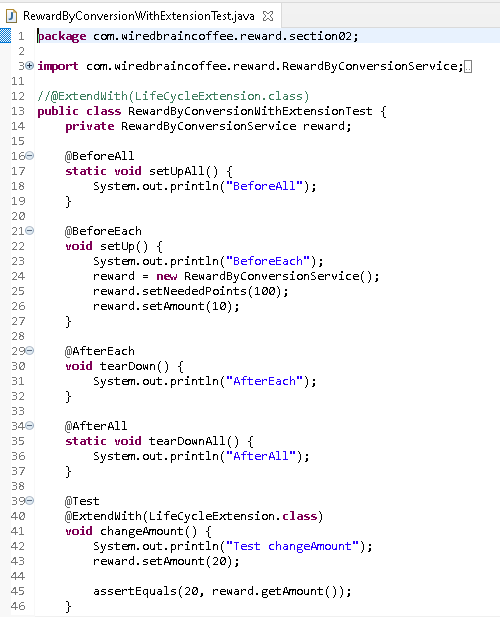 RewardByConversionWithExtensionTest.java
1 package com.wiredbraincoffee.reward.section02;
2
3 import com.wiredbraincoffee.reward.RewardByConversionService;
11
12 //@ExtendWith(LifeCycleExtension.class)
13 public class RewardByConversionWithExtensionTest {
14 private RewardByConversionService reward;
15
16 @BeforeAll
17 static void setUpAll() {
18 System.out.println("BeforeAll");
19 }
20
21 @BeforeEach
22 void setUp() {
23 System.out.println("BeforeEach");
24 reward = new RewardByConversionService();
25 reward.setNeededPoints(100);
26 reward.setAmount(10);
27 }
28
29 @AfterEach
30 void tearDown() {
31 System.out.println("AfterEach");
32 }
33
34 @AfterAll
35 static void tearDownAll() {
36 System.out.println("AfterAll");
37 }
38
39 @Test
40 @ExtendWith(LifeCycleExtension.class)
41 void changeAmount() {
42 System.out.println("Test changeAmount");
43 reward.setAmount(20);
44
45 assertEquals(20, reward.getAmount());
46 }